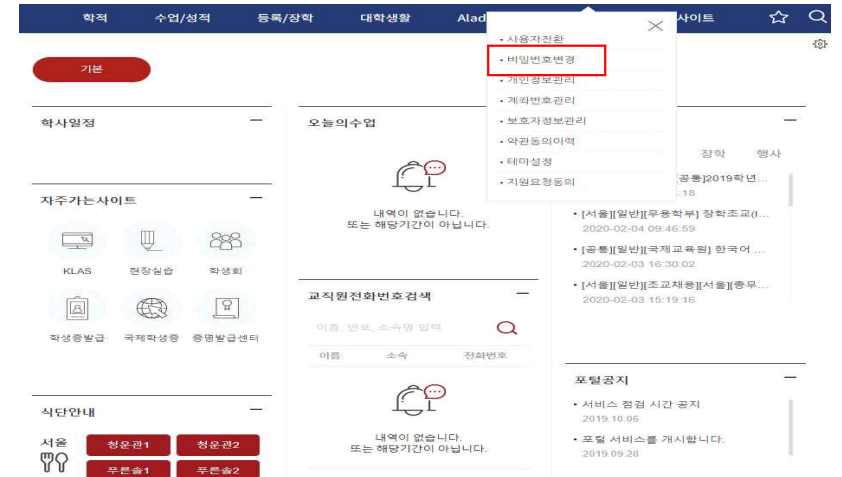 학적 수업/성적 등록/장학 대학생활 Alad 사이트
기본
• 사용자전환
• 비밀번호변경
• 개인정보관리
• 계좌번호관리
• 보호자정보관리
• 약관동의이력
• 테마설정
• 지원요청동의
학사일정
자주가는사이트
KLAS 현장실습 학생회
학생증발급 국제학생증 증명발급센터
식단안내
서울 청운관1 청운관2
푸른솔1 푸른솔2
오늘의수업
내역이 없습니다.
또는 해당기간이 아닙니다.
교직원전화번호검색
이름, 번호, 소속명 입력
이름 소속 전화번호
내역이 없습니다.
또는 해당기간이 아닙니다.
장학 행사
[공통]2019학년...
:18
• [서울][일반][무용학부] 장학조교(I...
2020-02-04 09:46:59
• [공통][일반][국제교육원] 한국어 ...
2020-02-03 16:30:02
• [서울][일반][조교채용][서울][총무...
2020-02-03 15:19:16
포털공지
• 서비스 점검 시간 공지
2019.10.06
• 포털 서비스를 개시합니다.
2019.09.28